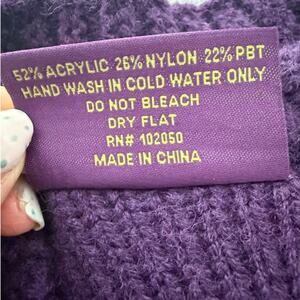 52% ACRYLIC 26% NYLON 22% PBT
HAND WASH IN COLD WATER ONLY
DO NOT BLEACH
DRY FLAT
RN# 102050
MADE IN CHINA